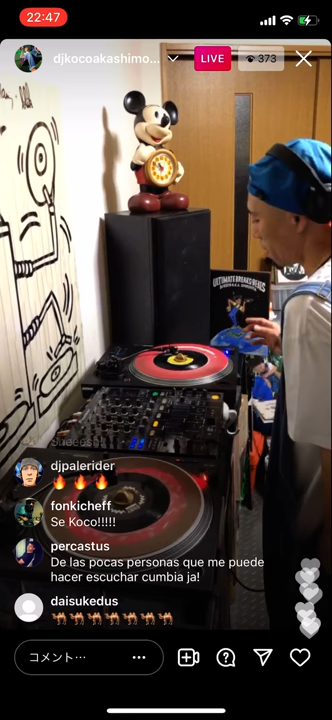 22:47
djkocoakashimo...
LIVE
373
ULTIMATE BREAKS & BEATS
djpalerider
🔥 🔥 🔥
fonkicheff
Se Koco!!!!!
percastus
De las pocas personas que me puede
hacer escuchar cumbia ja!
daisukedus
🐫🐫🐫🐫🐫🐫🐫
コメント…